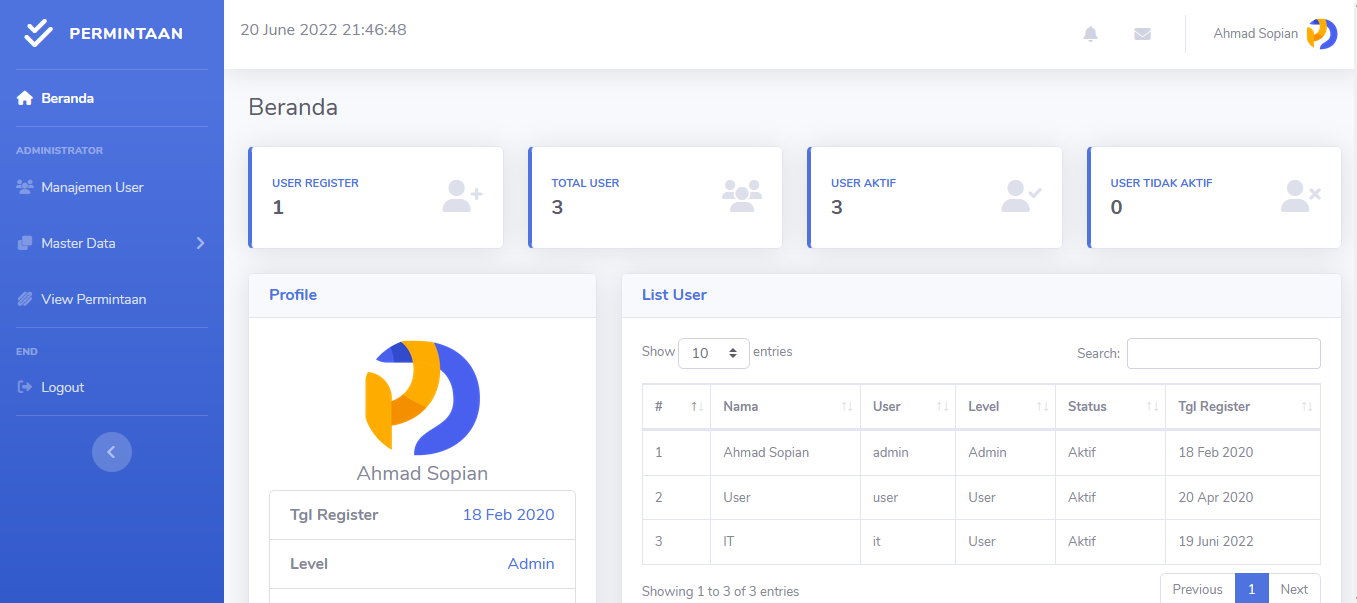 PERMINTAAN
20 June 2022 21:46:48
Ahmad Sopian
Beranda
ADMINISTRATOR
Manajemen User
Master Data
View Permintaan
END
Logout
Beranda
USER REGISTER
1
TOTAL USER
3
USER AKTIF
3
USER TIDAK AKTIF
0
Profile
Ahmad Sopian
Tgl Register 18 Feb 2020
Level Admin
List User
Show 10 entries Search:
# Nama User Level Status Tgl Register
1 Ahmad Sopian admin Admin Aktif 18 Feb 2020
2 User user User Aktif 20 Apr 2020
3 IT it User Aktif 19 Juni 2022
Showing 1 to 3 of 3 entries Previous 1 Next